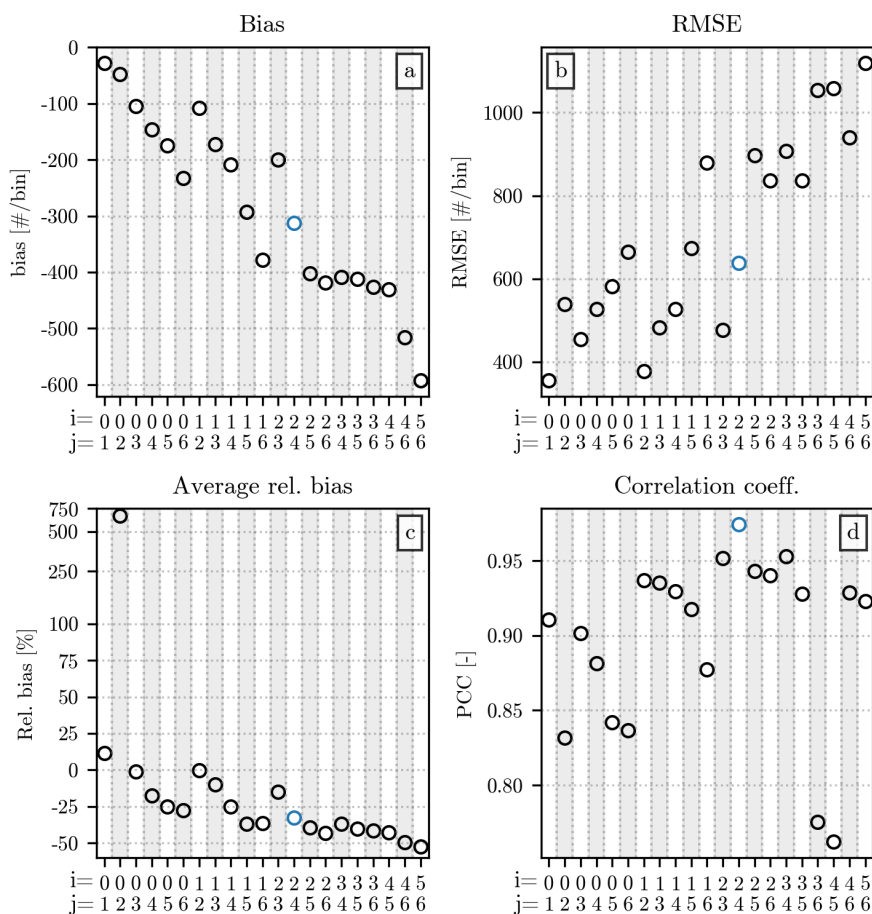 Bias
a
0
-100
-200
-300
-400
-500
-600
bias [#/bin]
i= 0 0 0 0 0 0 1 1 1 1 1 2 2 2 2 3 3 3 4 4 5
j= 1 2 3 4 5 6 2 3 4 5 6 3 4 5 6 4 5 6 5 6 6
RMSE
b
1000
800
600
400
RMSE [#/bin]
i= 0 0 0 0 0 0 1 1 1 1 1 2 2 2 2 3 3 3 4 4 5
j= 1 2 3 4 5 6 2 3 4 5 6 3 4 5 6 4 5 6 5 6 6
Average rel. bias
c
750
500
250
100
75
50
25
0
-25
-50
Rel. bias [%]
i= 0 0 0 0 0 0 1 1 1 1 1 2 2 2 2 3 3 3 4 4 5
j= 1 2 3 4 5 6 2 3 4 5 6 3 4 5 6 4 5 6 5 6 6
Correlation coeff.
d
0.95
0.90
0.85
0.80
PCC [-]
i= 0 0 0 0 0 0 1 1 1 1 1 2 2 2 2 3 3 3 4 4 5
j= 1 2 3 4 5 6 2 3 4 5 6 3 4 5 6 4 5 6 5 6 6